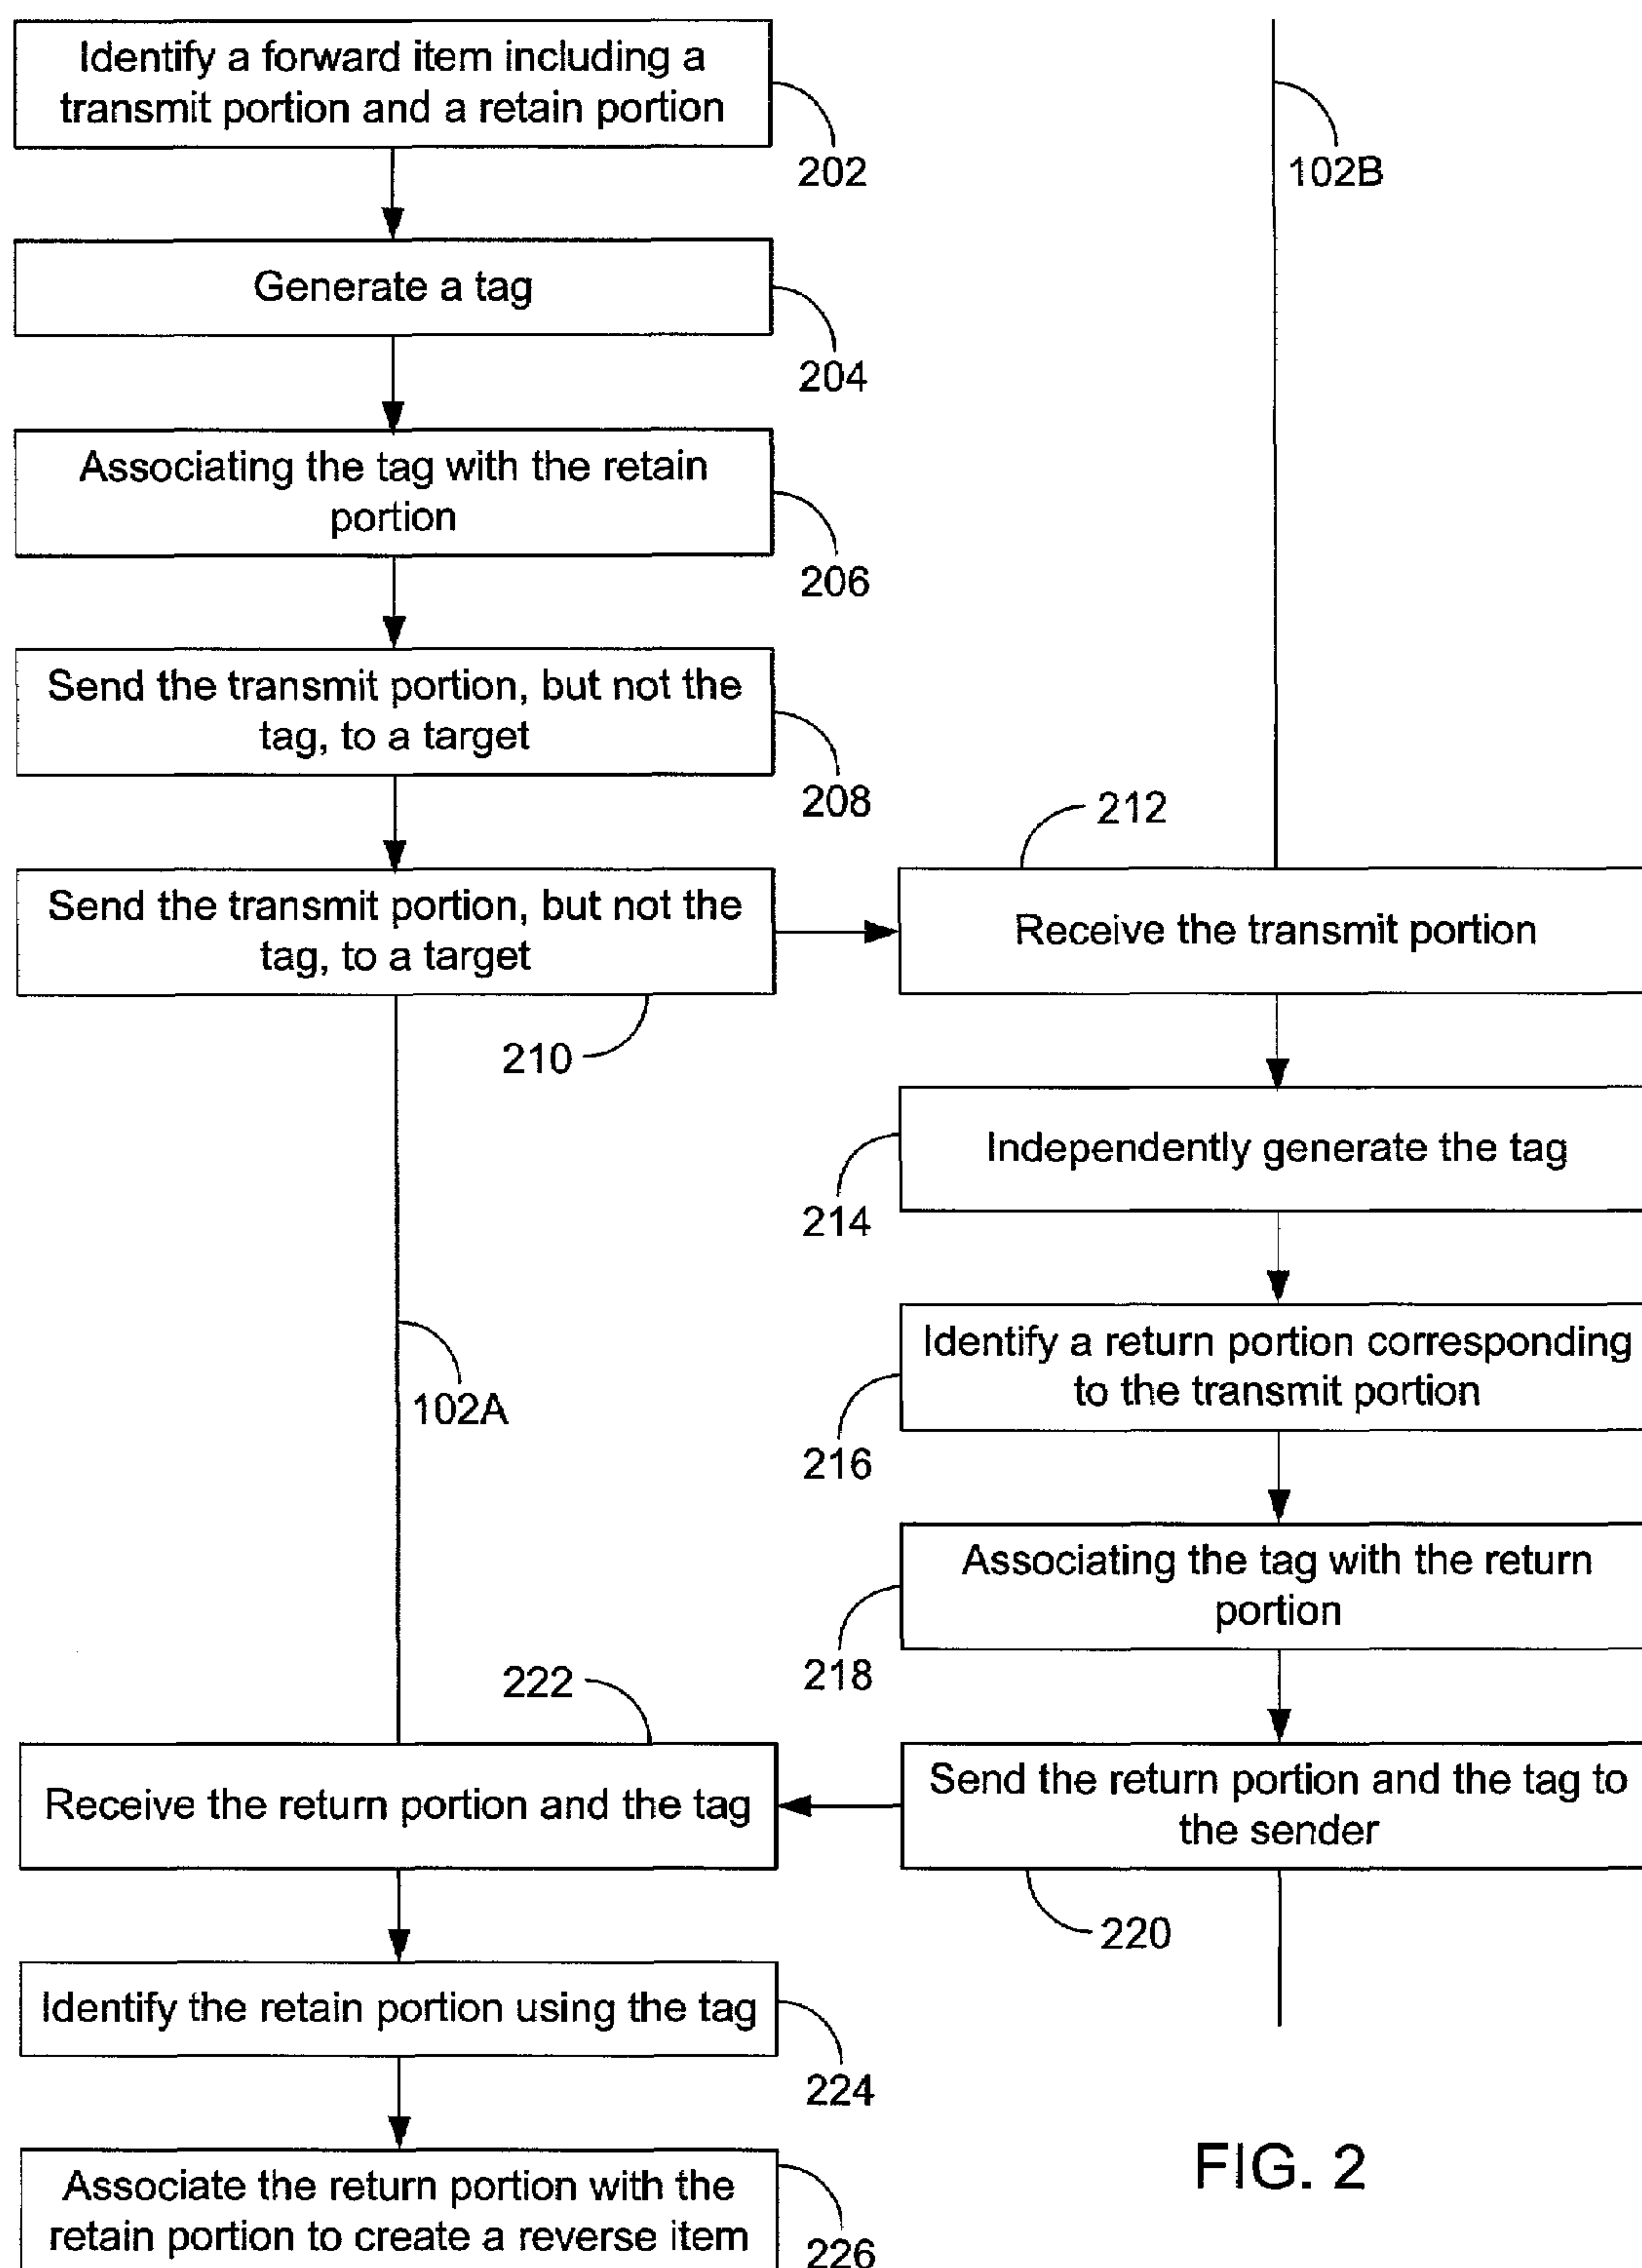 Identify a forward item including a
transmit portion and a retain portion
202
102B
Generate a tag
204
Associating the tag with the retain
portion
206
Send the transmit portion, but not the
tag, to a target
208
Send the transmit portion, but not the
tag, to a target
210
212
Receive the transmit portion
Independently generate the tag
214
Identify a return portion corresponding
to the transmit portion
216
102A
Associating the tag with the return
portion
218
222
Receive the return portion and the tag
Send the return portion and the tag to
the sender
220
Identify the retain portion using the tag
224
Associate the return portion with the
retain portion to create a reverse item
226
FIG. 2